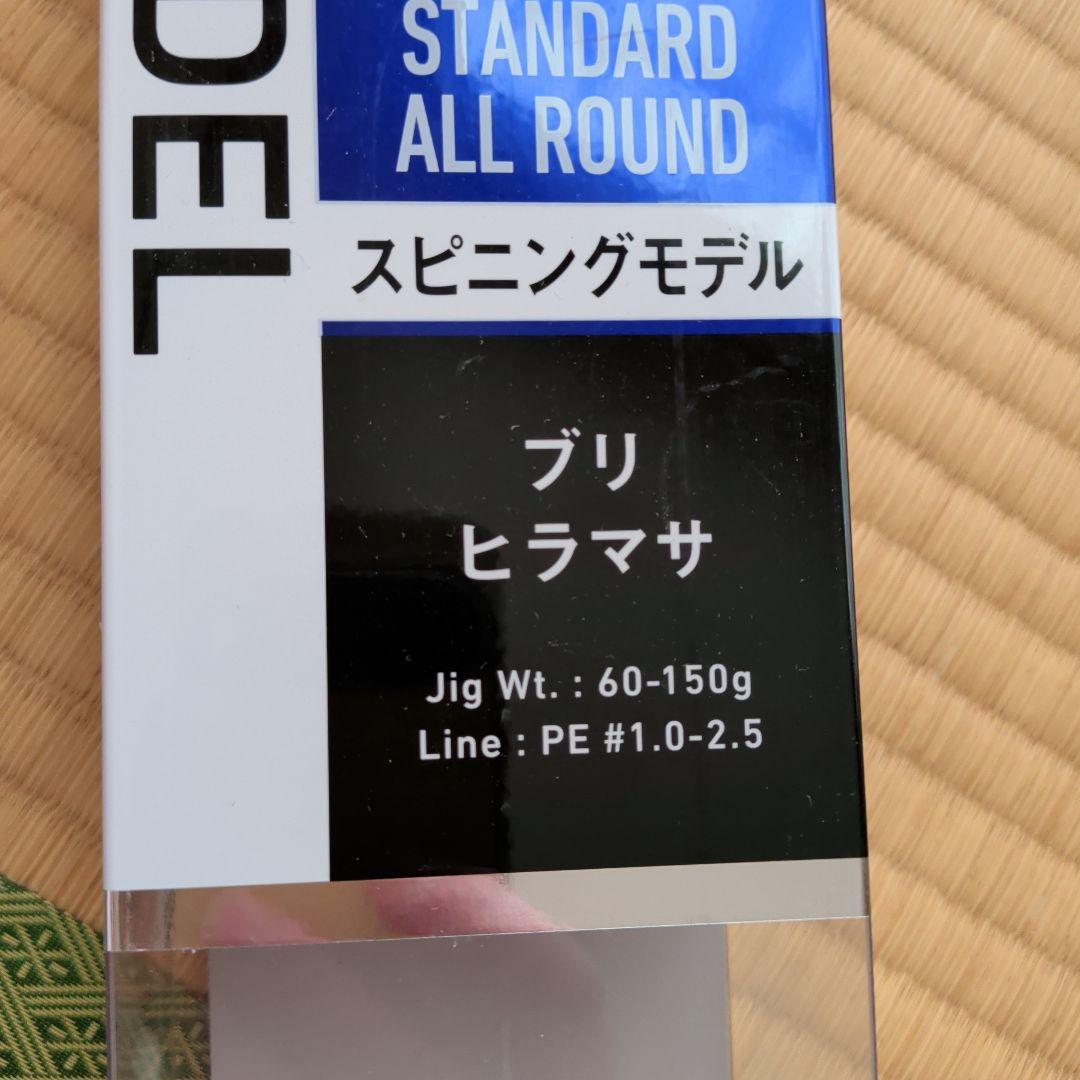 DEL
STANDARD
ALL ROUND
スピニングモデル
ブリ
ヒラマサ
Jig Wt. : 60-150g
Line : PE #1.0-2.5